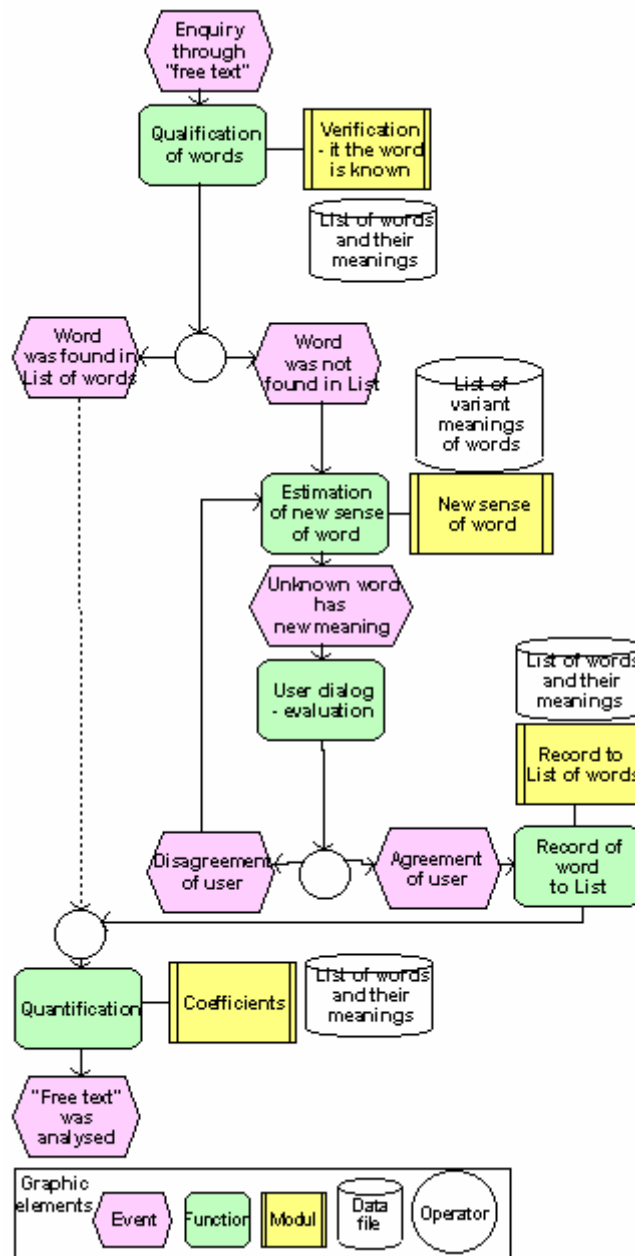 Enquiry
through
"free text"
Qualification
of words
Verification
- it the word
is known
List of words
and their
meanings
Word
was found in
List of words
Word
was not
found in List
List of
variant
meanings
of words
Estimation
of new sense
of word
New sense
of word
Unknown word
has
new meaning
User dialog
- evaluation
List of words
and their
meanings
Record to
List of words
Disagreement
of user
Agreement
of user
Record of
word
to List
Quantification
Coefficients
List of words
and their
meanings
"Free text"
was
analysed
Graphic
elements
Event
Function
Modul
Data
file
Operator